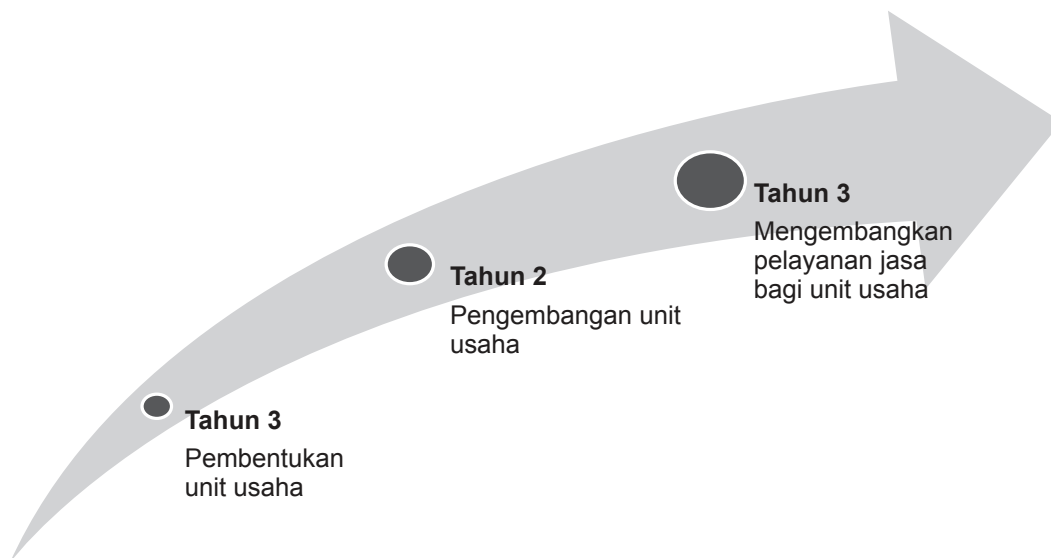 Tahun 3
Pembentukan
unit usaha
Tahun 2
Pengembangan unit
usaha
Tahun 3
Mengembangkan
pelayanan jasa
bagi unit usaha